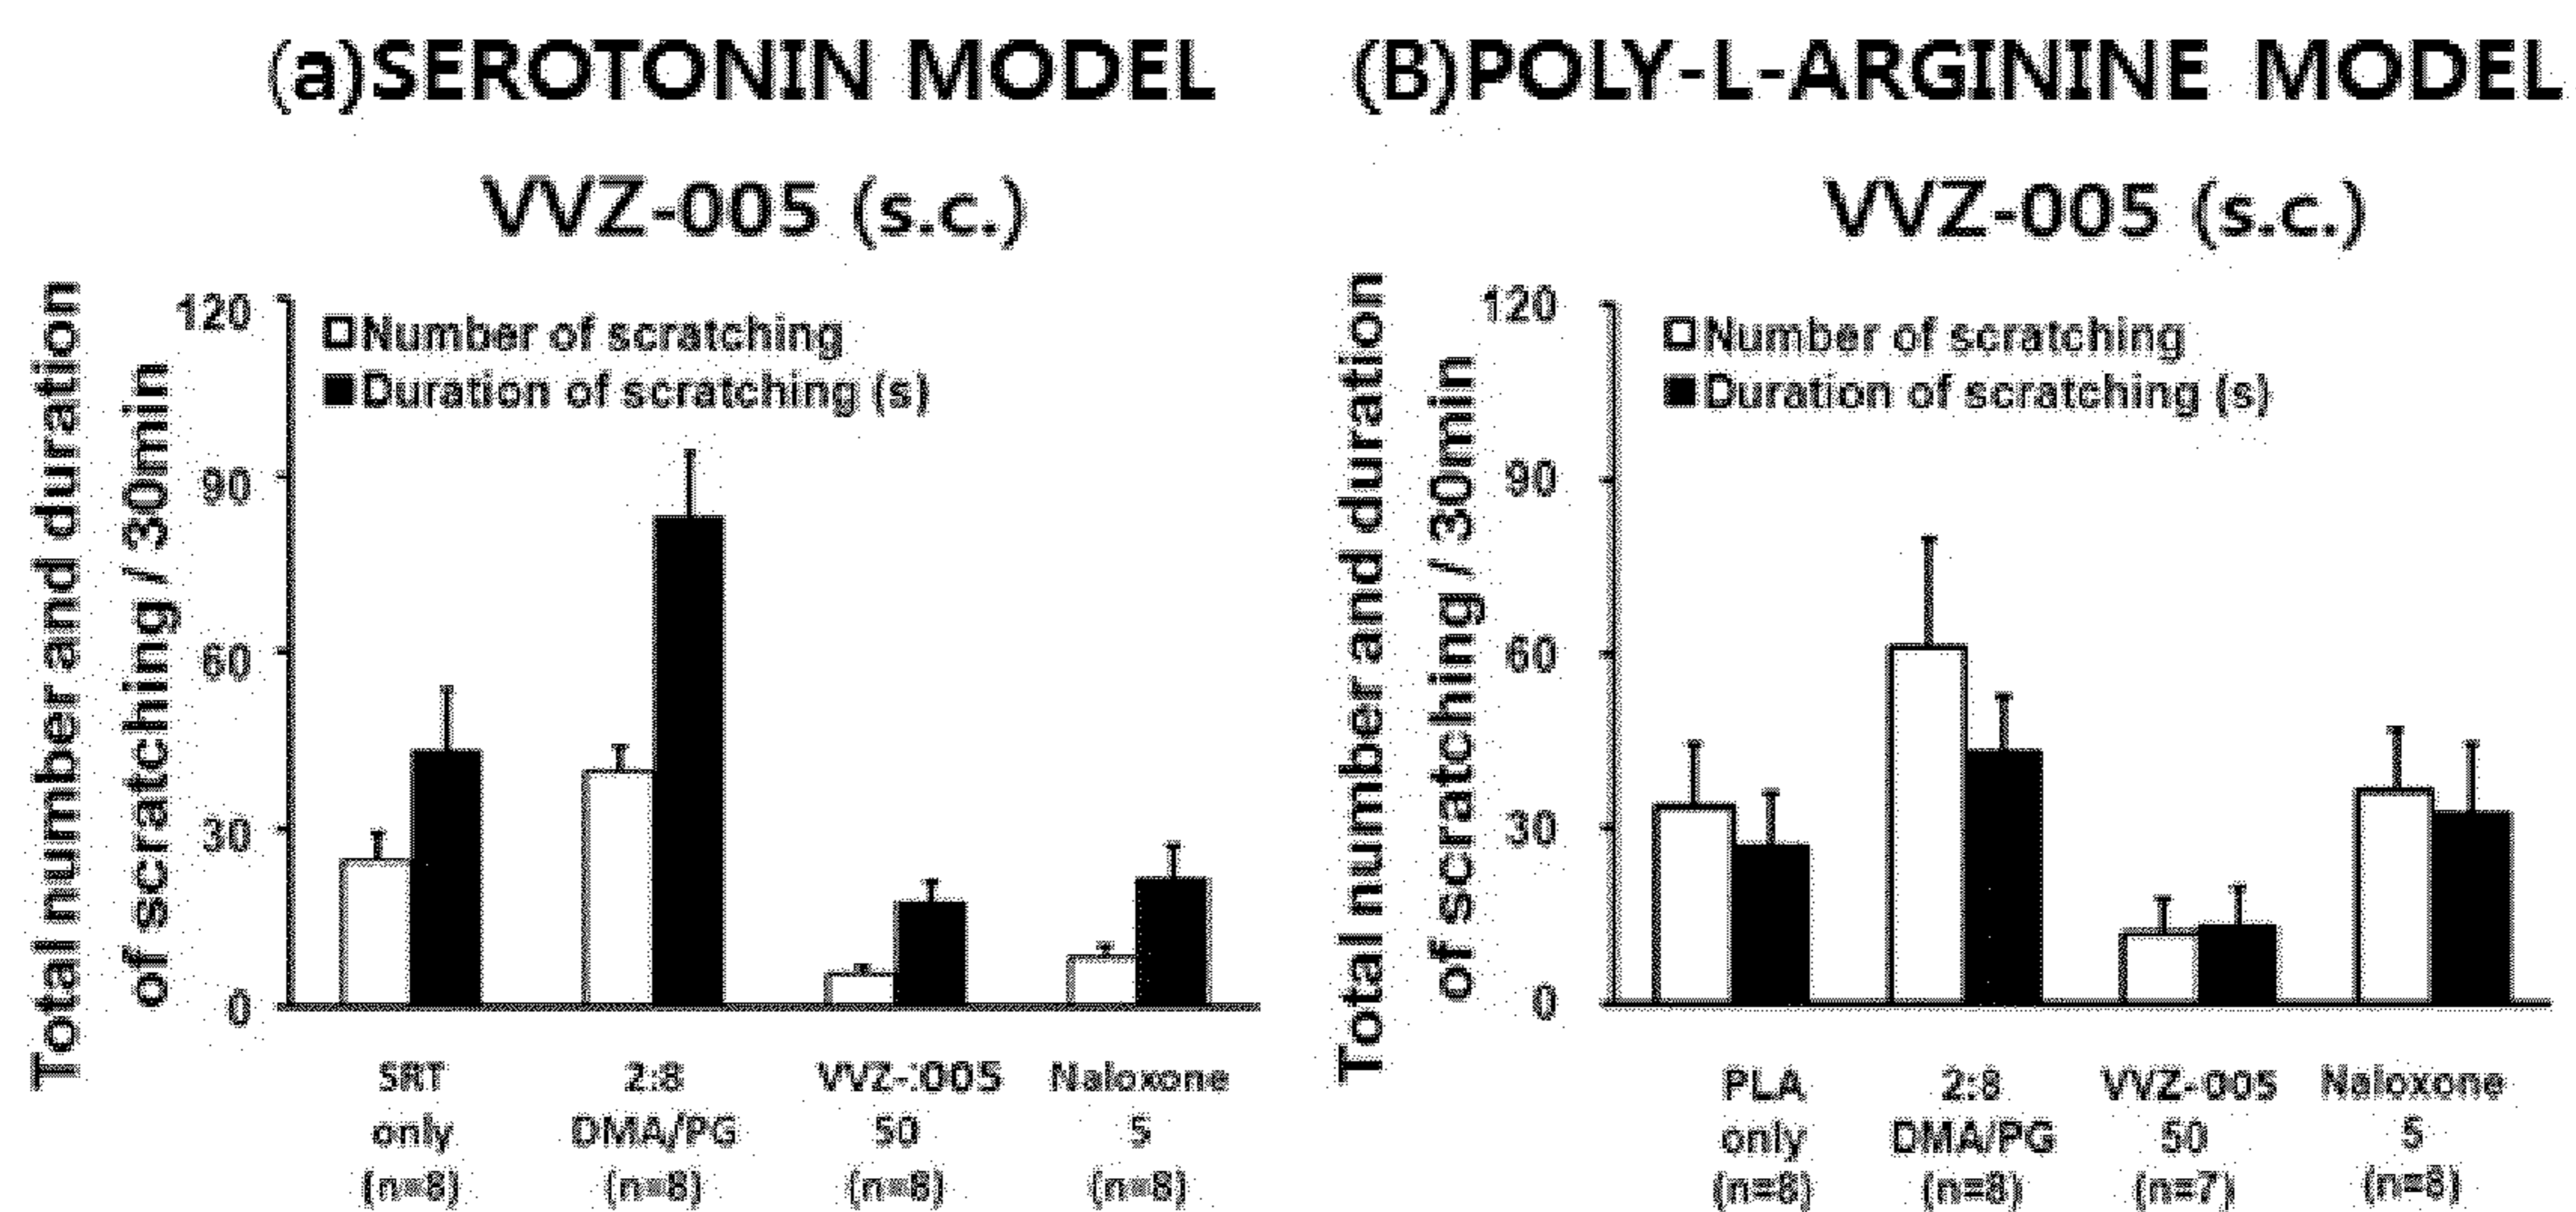 (a)SEROTONIN MODEL
VVZ-005 (s.c.)
Total number and duration
of scratching / 30min
120
90
60
30
0
Number of scratching
Duration of scratching (s)
SRT only (n=8)
2:8 DMA/PG (n=8)
VVZ-:005 50 (n=8)
Naloxone 5 (n=8)
(B)POLY-L-ARGININE MODEL
VVZ-005 (s.c.)
Total number and duration
of scratching / 30min
120
90
60
30
0
Number of scratching
Duration of scratching (s)
PLA only (n=8)
2:8 DMA/PG (n=8)
VVZ-005 50 (n=7)
Naloxone 5 (n=8)